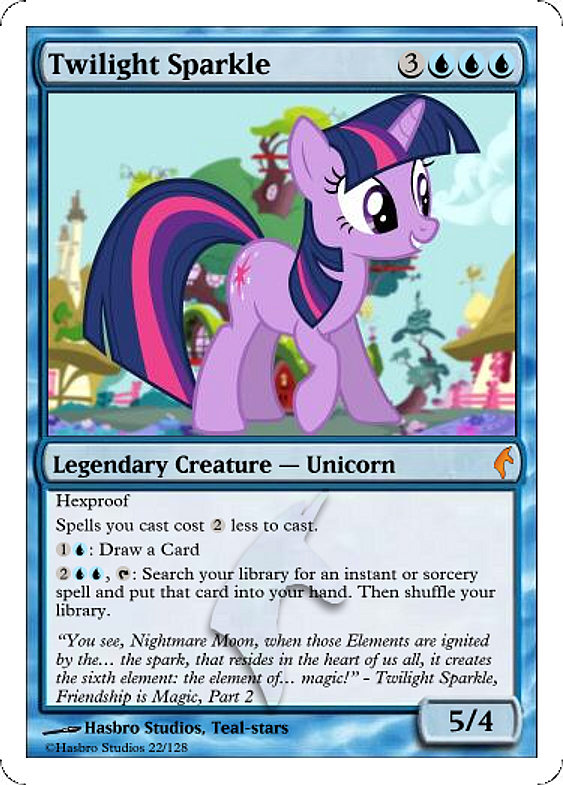 Twilight Sparkle 3
Legendary Creature — Unicorn
Hexproof
Spells you cast cost 2 less to cast.
1 : Draw a Card
2 , : Search your library for an instant or sorcery
spell and put that card into your hand. Then shuffle your
library.
“You see, Nightmare Moon, when those Elements are ignited
by the... the spark, that resides in the heart of us all, it creates
the sixth element: the element of... magic!” - Twilight Sparkle,
Friendship is Magic, Part 2
5/4
Hasbro Studios, Teal-stars
©Hasbro Studios 22/128